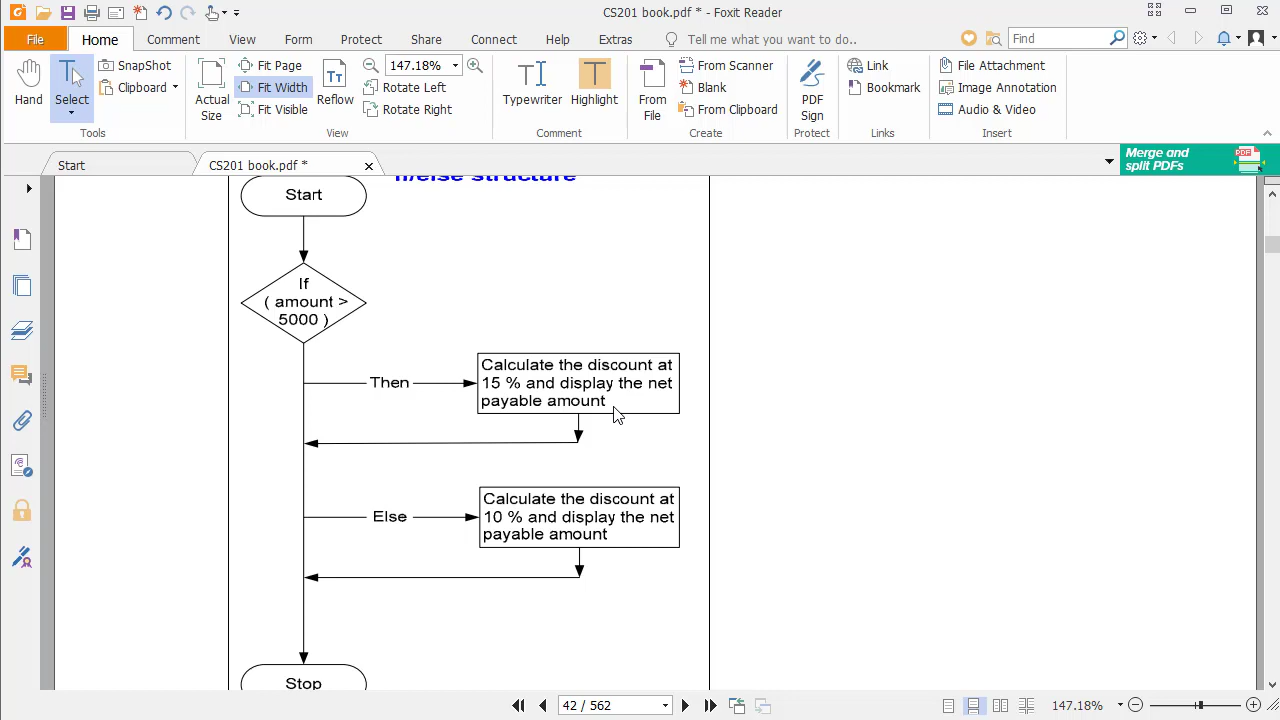 CS201 book.pdf * - Foxit Reader
File Home Comment View Form Protect Share Connect Help Extras Tell me what you want to do.. Find
Hand
Select
SnapShot
Clipboard
Tools
Actual Size
Fit Page
Fit Width
Fit Visible
Reflow
147.18%
Rotate Left
Rotate Right
View
Typewriter
Highlight
Comment
From File
From Scanner
Blank
From Clipboard
Create
PDF Sign
Protect
Link
Bookmark
Links
File Attachment
Image Annotation
Audio & Video
Insert
Start
CS201 book.pdf *
Merge and
split PDFs
PDF
if/else structure
Start
If
( amount >
5000 )
Then
Calculate the discount at
15 % and display the net
payable amount
Else
Calculate the discount at
10 % and display the net
payable amount
Stop
42 / 562
147.18%